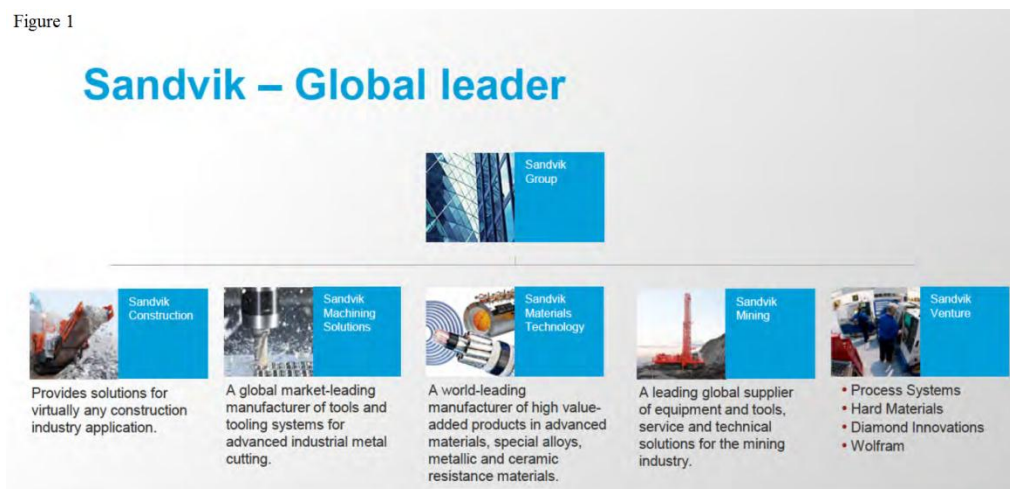 Figure 1
Sandvik – Global leader
Sandvik
Group
Sandvik
Construction
Provides solutions for
virtually any construction
industry application.
Sandvik
Machining
Solutions
A global market-leading
manufacturer of tools and
tooling systems for
advanced industrial metal
cutting.
Sandvik
Materials
Technology
A world-leading
manufacturer of high value-
added products in advanced
materials, special alloys,
metallic and ceramic
resistance materials.
Sandvik
Mining
A leading global supplier
of equipment and tools,
service and technical
solutions for the mining
industry.
Sandvik
Venture
• Process Systems
• Hard Materials
• Diamond Innovations
• Wolfram